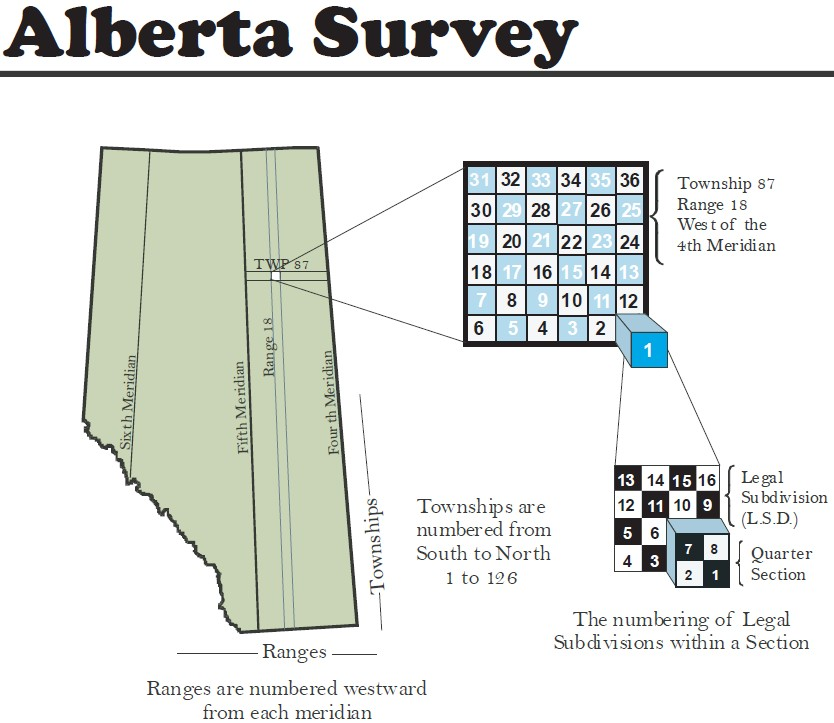 Alberta Survey
31 32 33 34 35 36
30 29 28 27 26 25
19 20 21 22 23 24
18 17 16 15 14 13
7 8 9 10 11 12
6 5 4 3 2
1
Township 87
Range 18
West of the
4th Meridian
TWP 87
Range 18
Sixth Meridian
Fifth Meridian
Fourth Meridian
Townships
Townships are
numbered from
South to North
1 to 126
13 14 15 16
12 11 10 9
5 6
4 3
7 8
2 1
Legal
Subdivision
(L.S.D.)
Quarter
Section
The numbering of Legal
Subdivisions within a Section
Ranges
Ranges are numbered westward
from each meridian